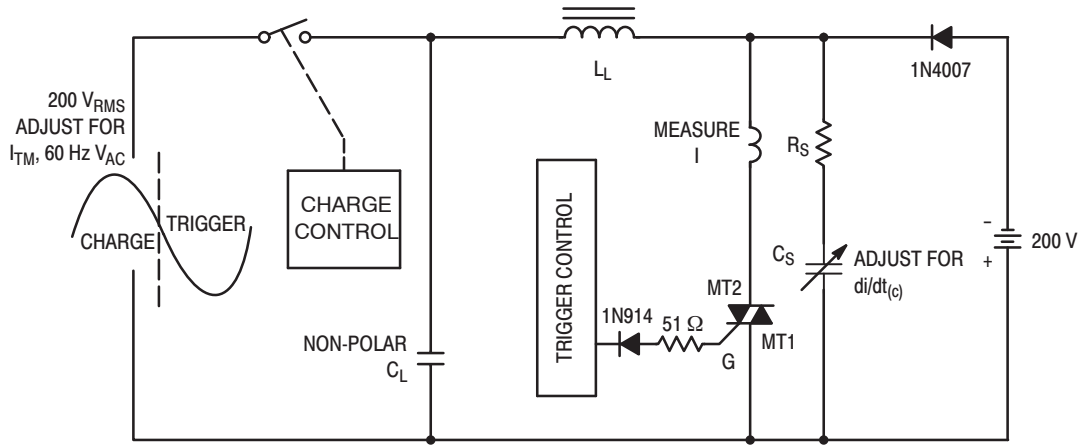 200 V_RMS
ADJUST FOR
I_TM, 60 Hz V_AC
CHARGE
TRIGGER
CHARGE
CONTROL
NON-POLAR
C_L
L_L
TRIGGER CONTROL
MEASURE
I
1N914
51 Ω
MT2
MT1
G
R_S
C_S
ADJUST FOR
di/dt_(c)
1N4007
-
200 V
+